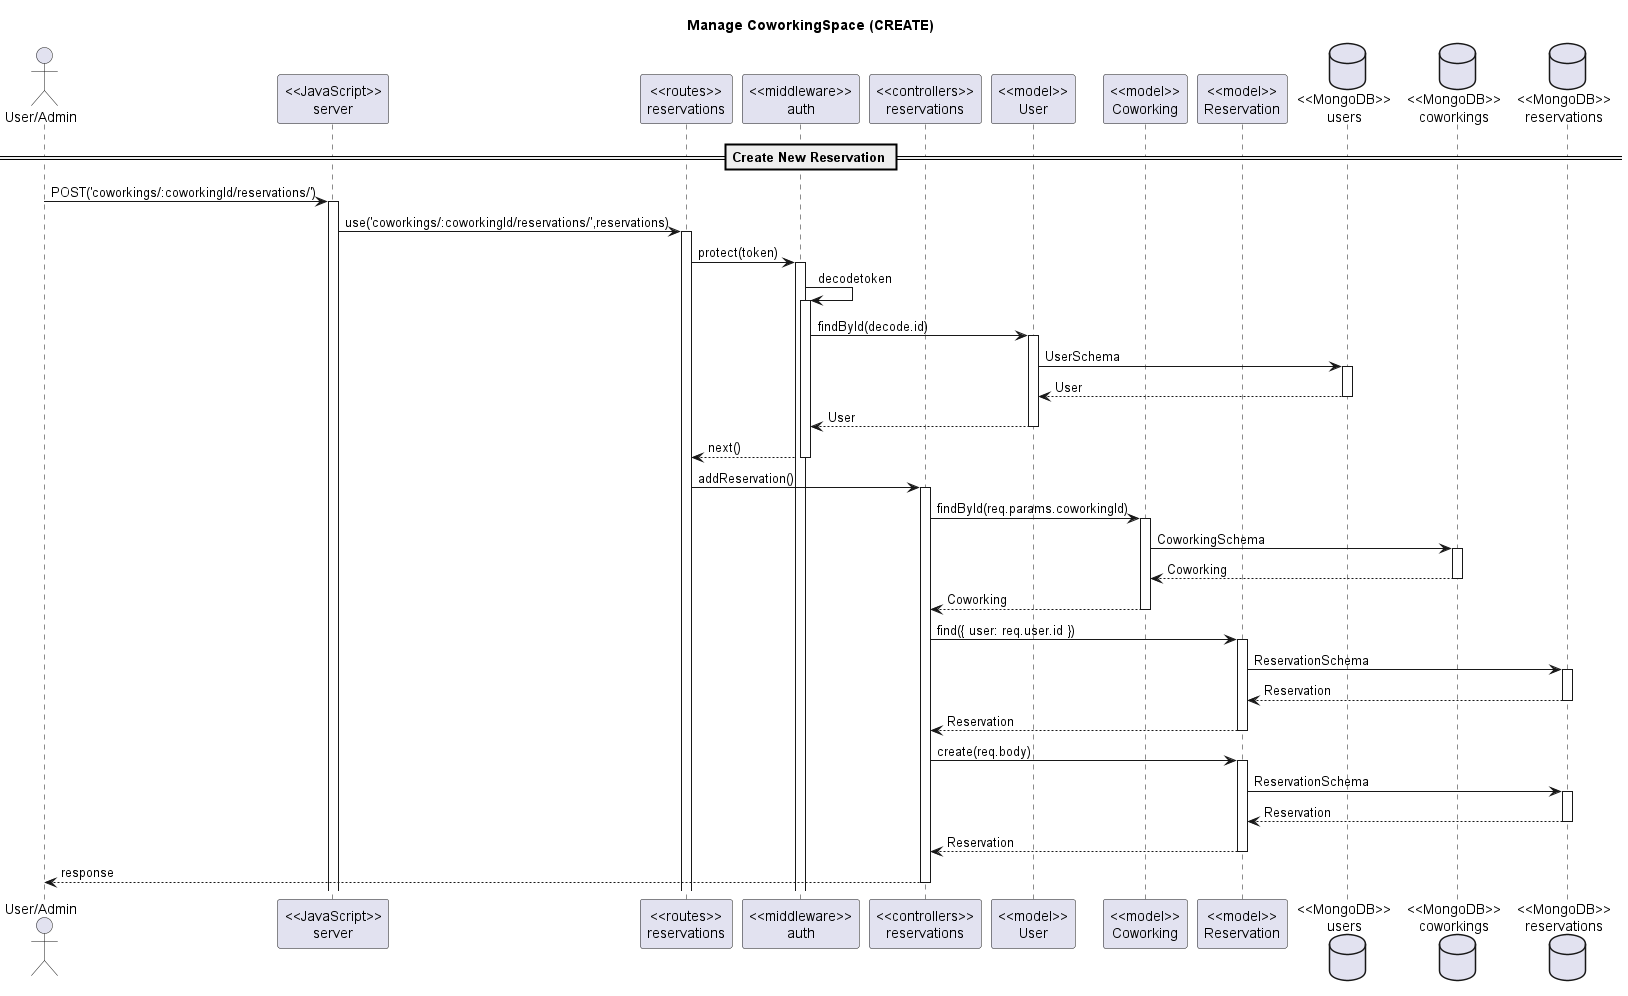 Manage CoworkingSpace (CREATE)
User/Admin
<<JavaScript>>
server
<<routes>>
reservations
<<middleware>>
auth
<<controllers>>
reservations
<<model>>
User
<<model>>
Coworking
<<model>>
Reservation
<<MongoDB>>
users
<<MongoDB>>
coworkings
<<MongoDB>>
reservations
Create New Reservation
POST('coworkings/:coworkingId/reservations/')
use('coworkings/:coworkingId/reservations/',reservations)
protect(token)
decodetoken
findById(decode.id)
UserSchema
User
User
next()
addReservation()
findById(req.params.coworkingId)
CoworkingSchema
Coworking
Coworking
find({ user: req.user.id })
ReservationSchema
Reservation
Reservation
create(req.body)
ReservationSchema
Reservation
Reservation
response
User/Admin
<<JavaScript>>
server
<<routes>>
reservations
<<middleware>>
auth
<<controllers>>
reservations
<<model>>
User
<<model>>
Coworking
<<model>>
Reservation
<<MongoDB>>
users
<<MongoDB>>
coworkings
<<MongoDB>>
reservations